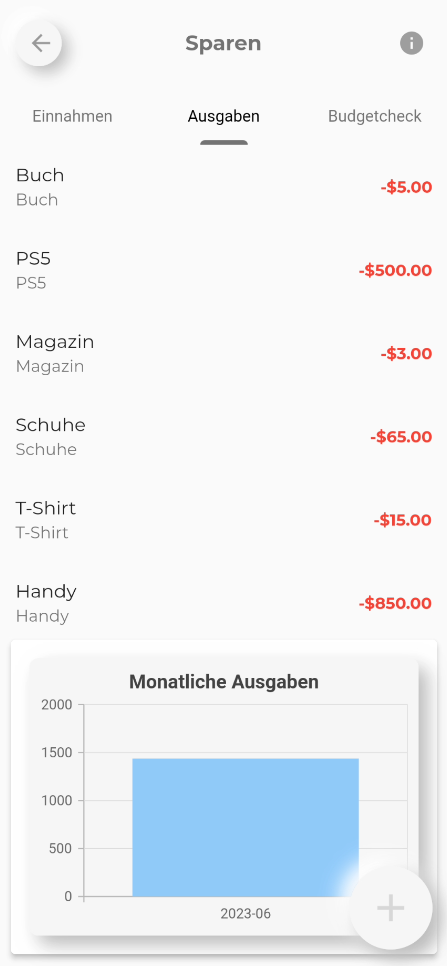 Sparen
Einnahmen Ausgaben Budgetcheck
Buch
-$5.00
Buch
PS5
-$500.00
PS5
Magazin
-$3.00
Magazin
Schuhe
-$65.00
Schuhe
T-Shirt
-$15.00
T-Shirt
Handy
-$850.00
Handy
Monatliche Ausgaben
2000
1500
1000
500
0
2023-06